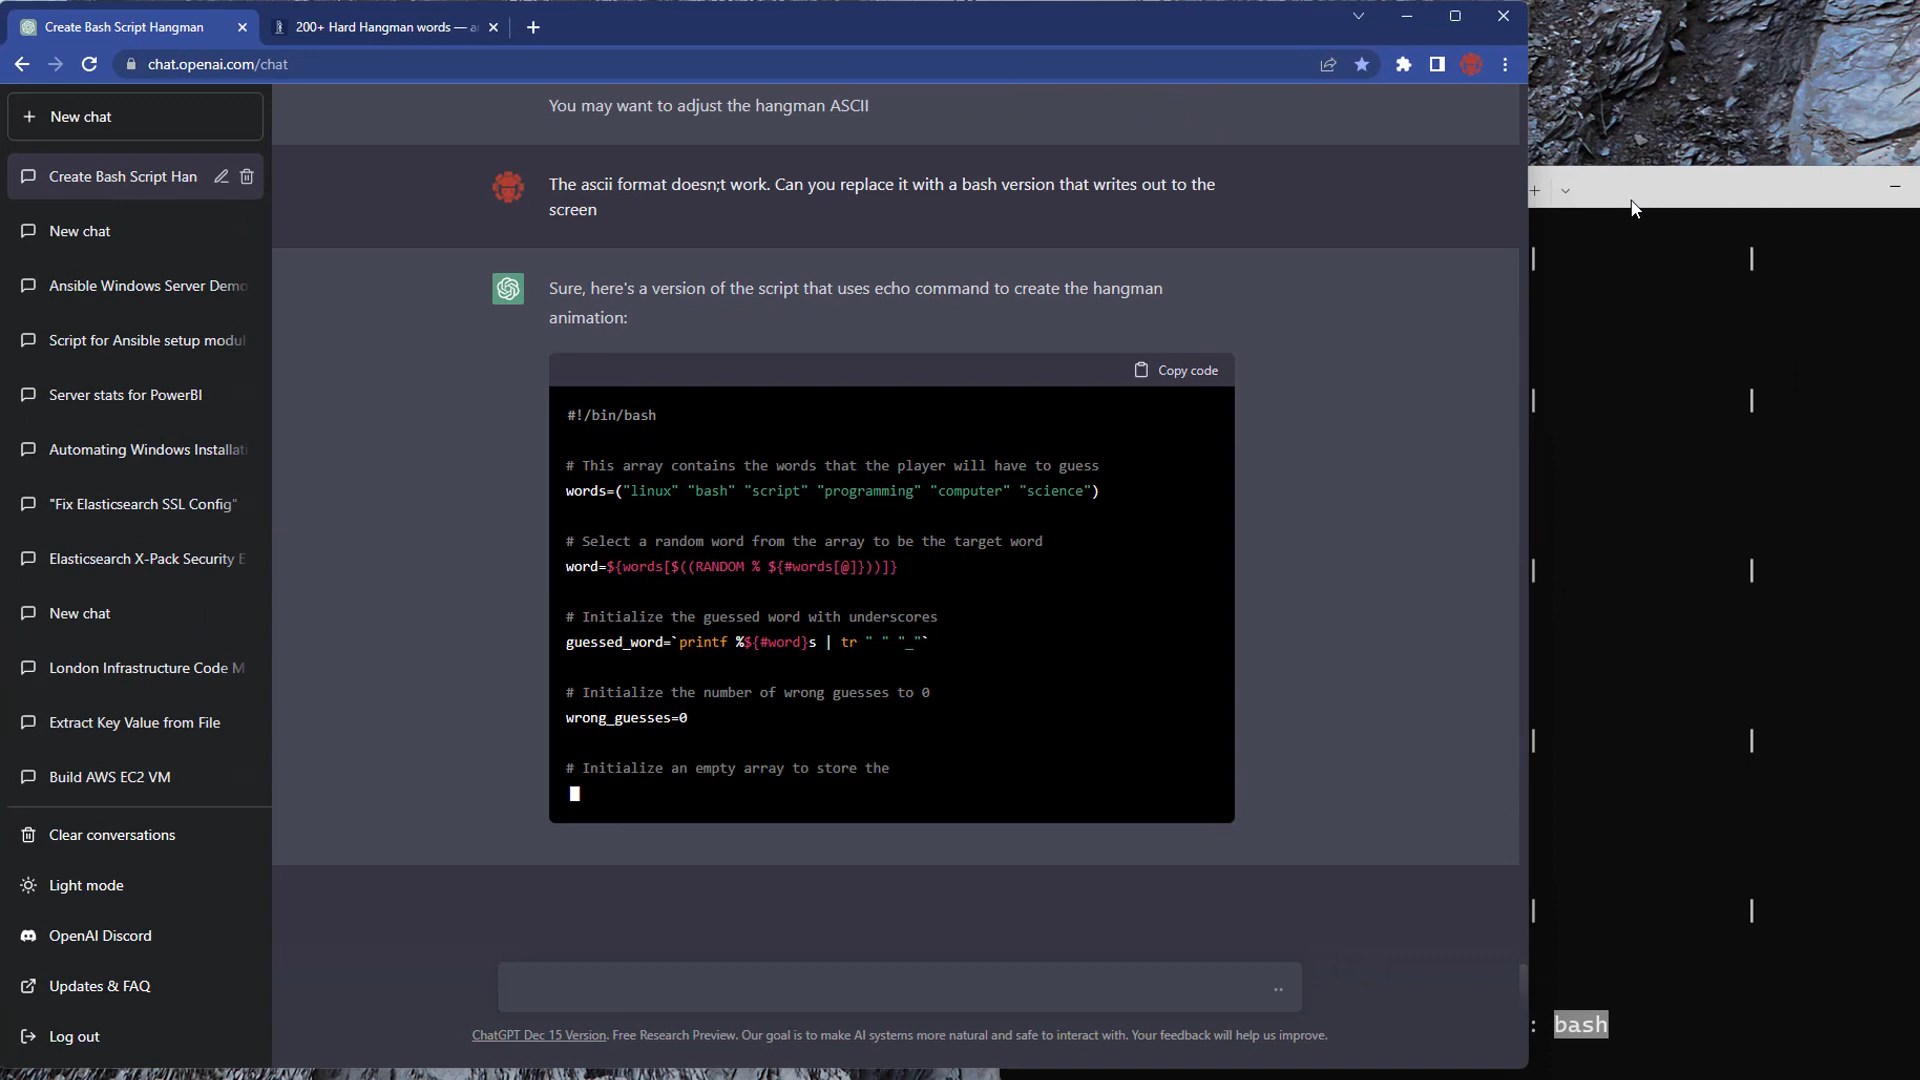 Create Bash Script Hangman
200+ Hard Hangman words — a
chat.openai.com/chat
New chat
Create Bash Script Han
New chat
Ansible Windows Server Demo
Script for Ansible setup modul
Server stats for PowerBI
Automating Windows Installati
"Fix Elasticsearch SSL Config"
Elasticsearch X-Pack Security E
New chat
London Infrastructure Code M
Extract Key Value from File
Build AWS EC2 VM
Clear conversations
Light mode
OpenAI Discord
Updates & FAQ
Log out
You may want to adjust the hangman ASCII
The ascii format doesn;t work. Can you replace it with a bash version that writes out to the
screen
Sure, here's a version of the script that uses echo command to create the hangman
animation:
Copy code
#!/bin/bash
# This array contains the words that the player will have to guess
words=("linux" "bash" "script" "programming" "computer" "science")
# Select a random word from the array to be the target word
word=${words[$((RANDOM % ${#words[@]}))]}
# Initialize the guessed word with underscores
guessed_word=`printf %${#word}s | tr " " "_"`
# Initialize the number of wrong guesses to 0
wrong_guesses=0
# Initialize an empty array to store the
ChatGPT Dec 15 Version. Free Research Preview. Our goal is to make AI systems more natural and safe to interact with. Your feedback will help us improve.
| |
| |
| |
| |
| |
: bash